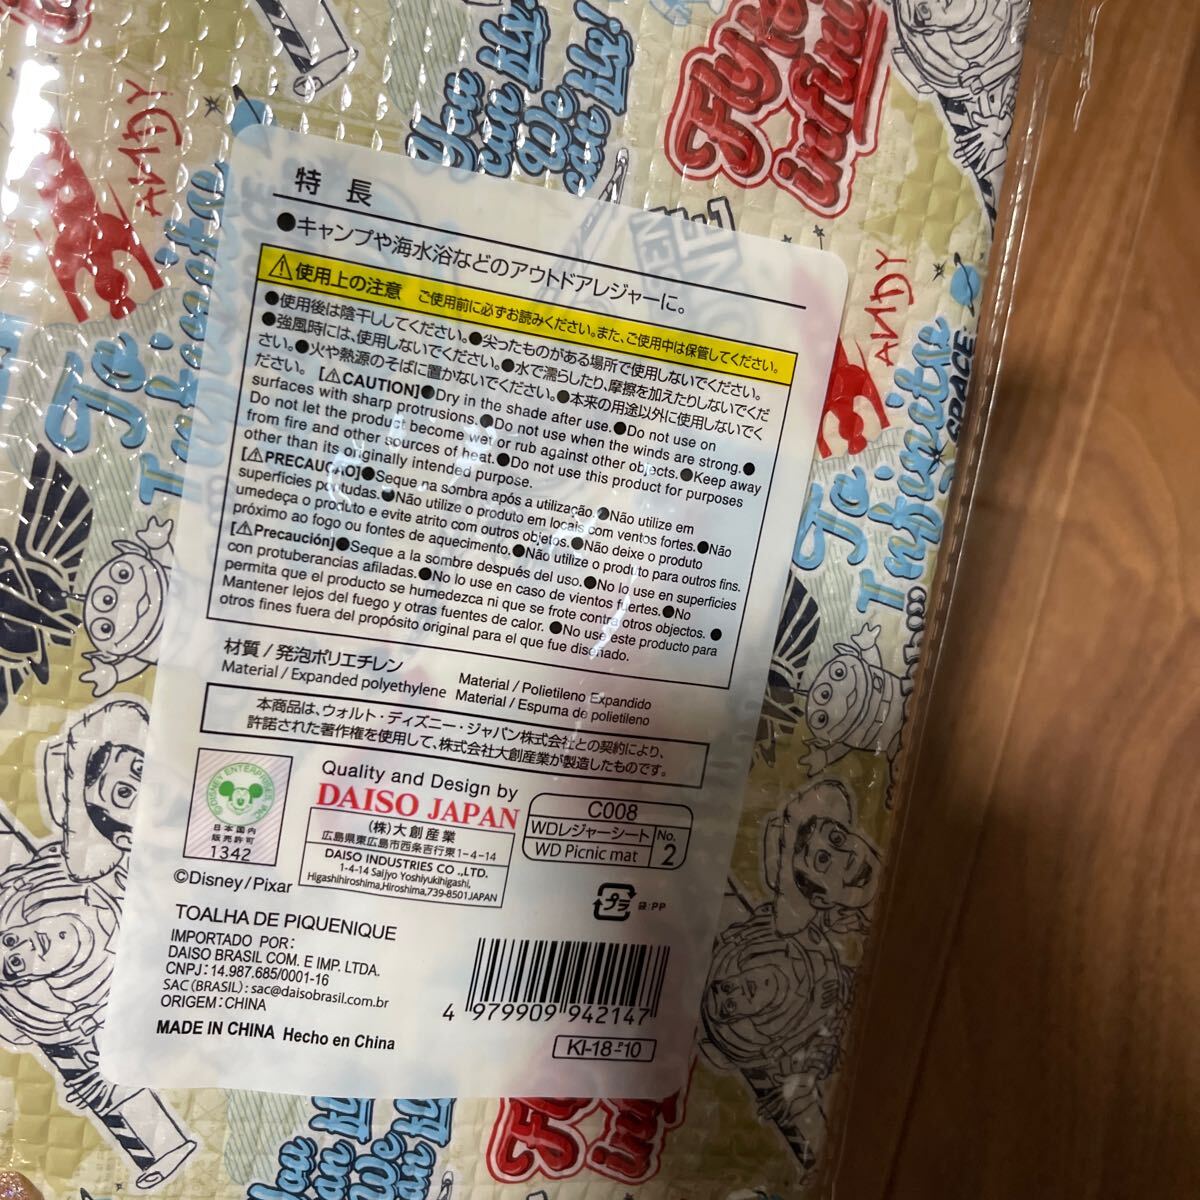 You
can fly!
We
can fly!
Fly to
infin
ANDY
ANDY
To
Infinite
To
Infinite
SPACE
特 長
●キャンプや海水浴などのアウトドアレジャーに。
⚠使用上の注意 ご使用前に必ずお読みください。また、ご使用中は保管してください。
●使用後は陰干ししてください。●尖ったものがある場所で使用しないでください。
●強風時には、使用しないでください。●水で濡らしたり、摩擦を加えたりしないでくだ
さい。●火や熱源のそばに置かないでください。●本来の用途以外に使用しないでく
ださい。 [⚠CAUTION]●Dry in the shade after use.●Do not use on
surfaces with sharp protrusions.●Do not use when the winds are strong.●
Do not let the product become wet or rub against other objects.●Keep away
from fire and other sources of heat.●Do not use this product for purposes
other than its originally intended purpose.
[⚠PRECAUÇÃO]●Seque na sombra após a utilização.●Não utilize em
superfícies pontudas.●Não utilize o produto em locais com ventos fortes.●Não
umedeça o produto e evite atrito com outros objetos.●Não deixe o produto
próximo ao fogo ou fontes de aquecimento.●Não utilize o produto para outros fins.
[⚠Precaución]●Seque a la sombre después del uso.●No lo use en superficies
con protuberancias afiladas.●No lo use en caso de vientos fuertes.●No
permita que el producto se humedezca ni que se frote contra otros objectos. ●
Mantener lejos del fuego y otras fuentes de calor. ●No use este producto para
otros fines fuera del propósito original para el que fue diseñado.
材質 / 発泡ポリエチレン
Material / Expanded polyethylene
Material / Polietileno Expandido
Material / Espuma de polietileno
本商品は、ウォルト・ディズニー・ジャパン株式会社との契約により、
許諾された著作権を使用して、株式会社大創産業が製造したものです。
©DISNEY ENTERPRISES, INC.
日本国内
販売許可
1342
©Disney/Pixar
Quality and Design by
DAISO JAPAN
(株)大創産業
広島県東広島市西条吉行東1-4-14
DAISO INDUSTRIES CO .,LTD.
1-4-14 Saijyo Yoshiyukihigashi,
Higashihiroshima,Hiroshima,739-8501JAPAN
C008
WDレジャーシート
WD Picnic mat
No.
2
プラ
袋:PP
TOALHA DE PIQUENIQUE
IMPORTADO POR:
DAISO BRASIL COM. E IMP. LTDA.
CNPJ: 14.987.685/0001-16
SAC (BRASIL): sac@daisobrasil.com.br
ORIGEM: CHINA
MADE IN CHINA Hecho en China
4 979909 942147
KI-18-P-10